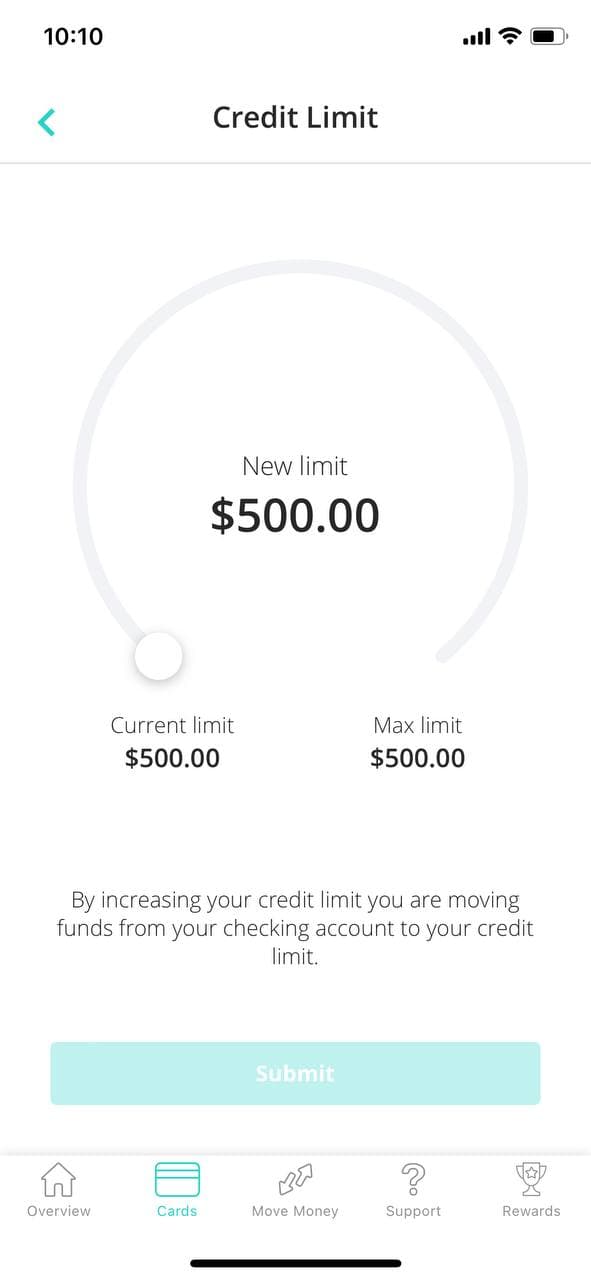 10:10
Credit Limit
New limit
$500.00
Current limit
Max limit
$500.00
$500.00
By increasing your credit limit you are moving
funds from your checking account to your credit
limit.
Submit
Overview
Cards
Move Money
Support
Rewards